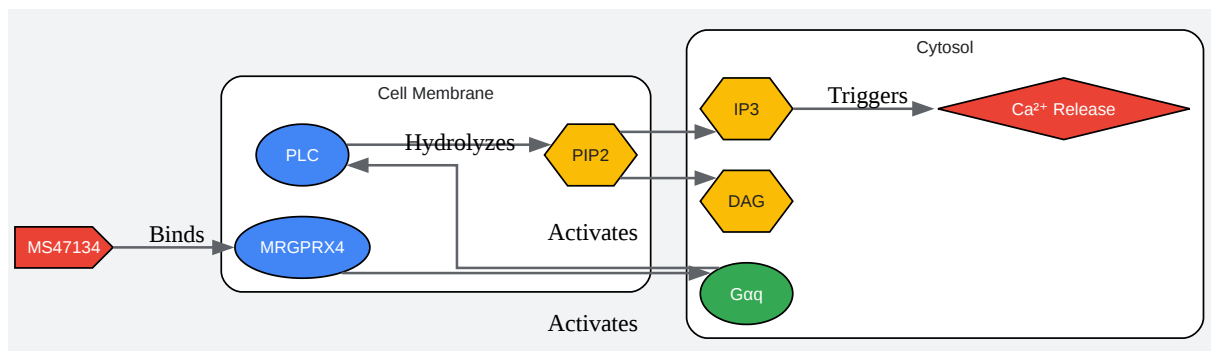 Cytosol
Cell Membrane
IP3
Triggers
Ca²⁺ Release
PLC
Hydrolyzes
PIP2
DAG
MS47134
Binds
MRGPRX4
Activates
Gαq
Activates